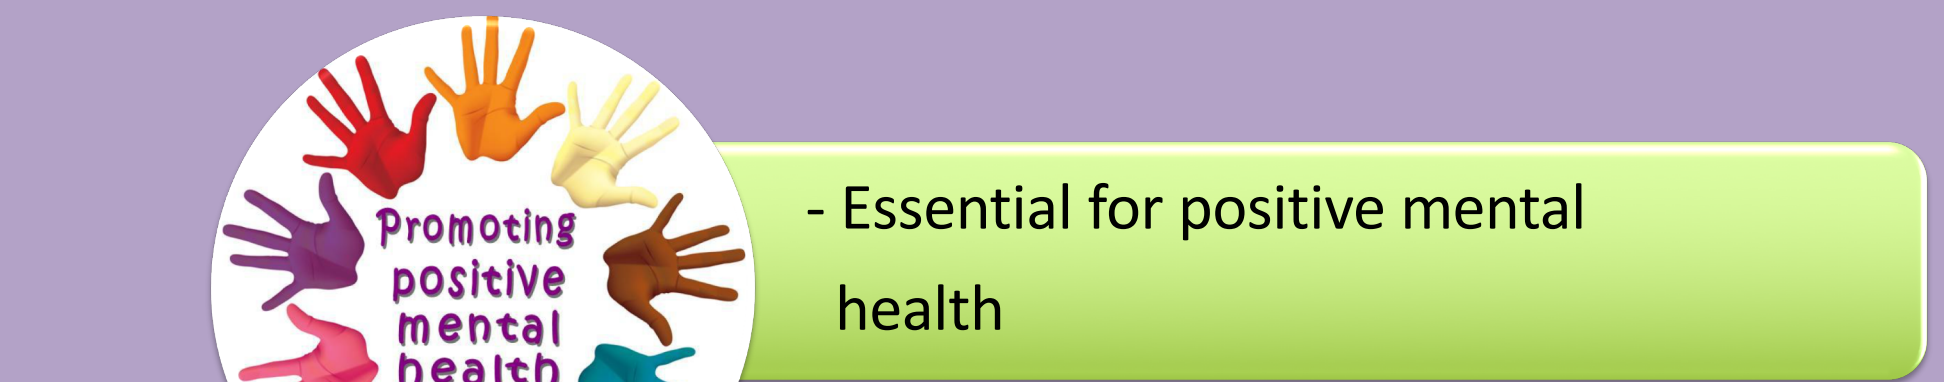 Promoting
positive
mental
health
- Essential for positive mental
health